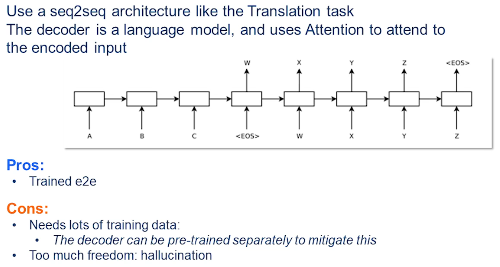 Use a seq2seq architecture like the Translation task
The decoder is a language model, and uses Attention to attend to
the encoded input
W X Y Z <EOS>
A B C <EOS> W X Y Z
Pros:
• Trained e2e
Cons:
• Needs lots of training data:
• The decoder can be pre-trained separately to mitigate this
• Too much freedom: hallucination